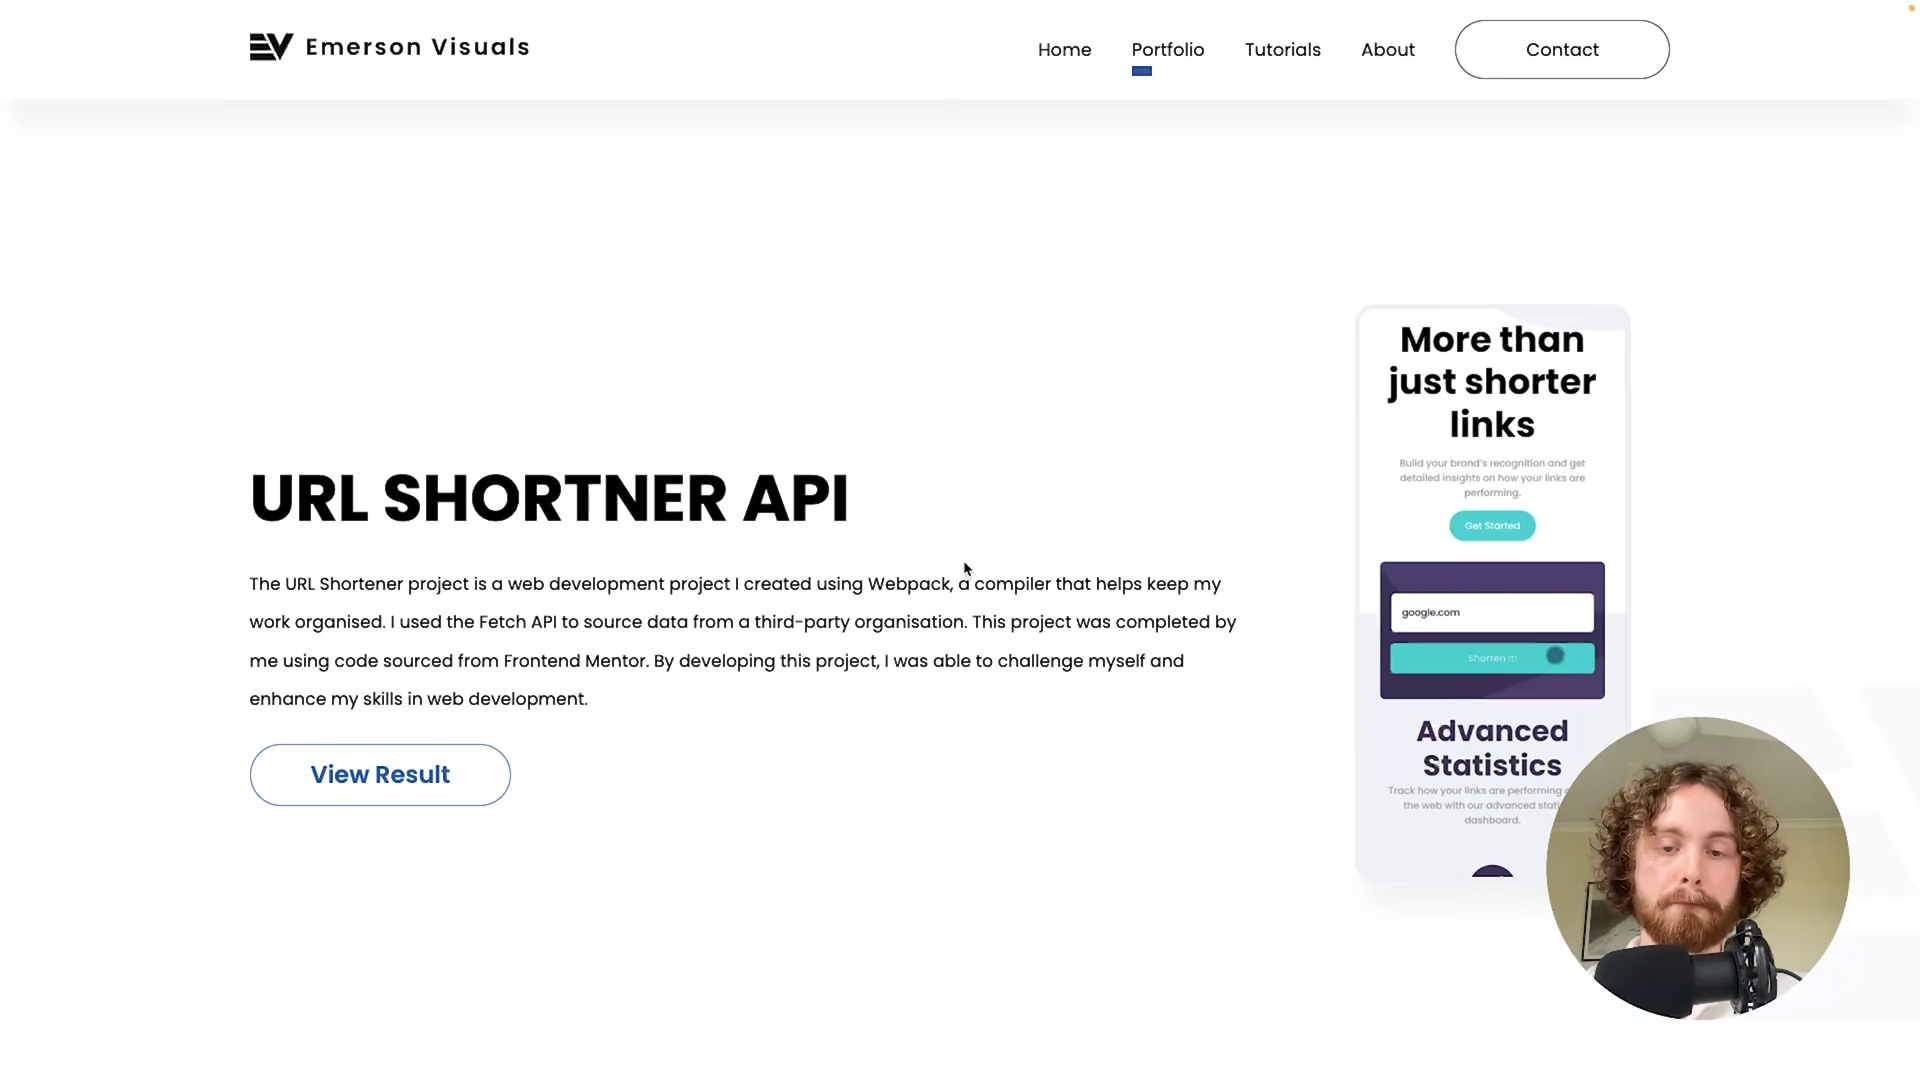 Emerson Visuals
Home
Portfolio
Tutorials
About
Contact
URL SHORTNER API
The URL Shortener project is a web development project I created using Webpack, a compiler that helps keep my
work organised. I used the Fetch API to source data from a third-party organisation. This project was completed by
me using code sourced from Frontend Mentor. By developing this project, I was able to challenge myself and
enhance my skills in web development.
View Result
More than
just shorter
links
Build your brand's recognition and get
detailed insights on how your links are
performing.
Get Started
google.com
Shorten It!
Advanced
Statistics
Track how your links are performing
the web with our advanced
dashboard.